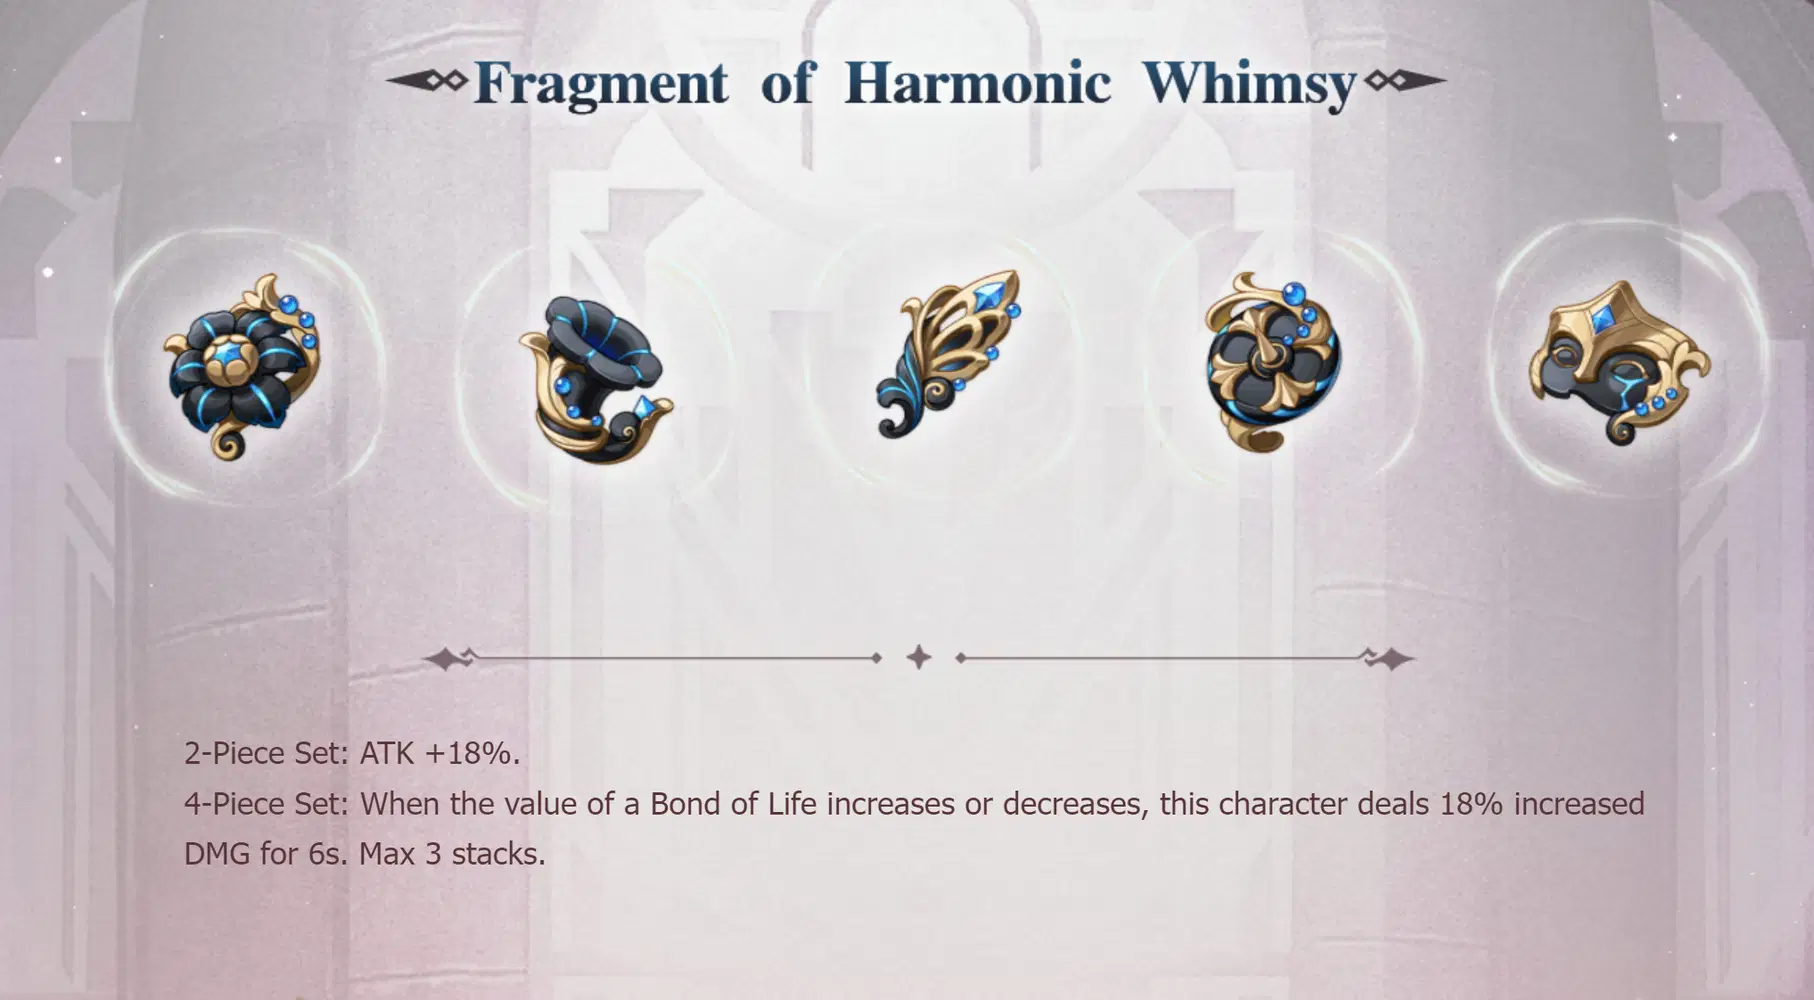 Fragment of Harmonic Whimsy
2-Piece Set: ATK +18%.
4-Piece Set: When the value of a Bond of Life increases or decreases, this character deals 18% increased
DMG for 6s. Max 3 stacks.